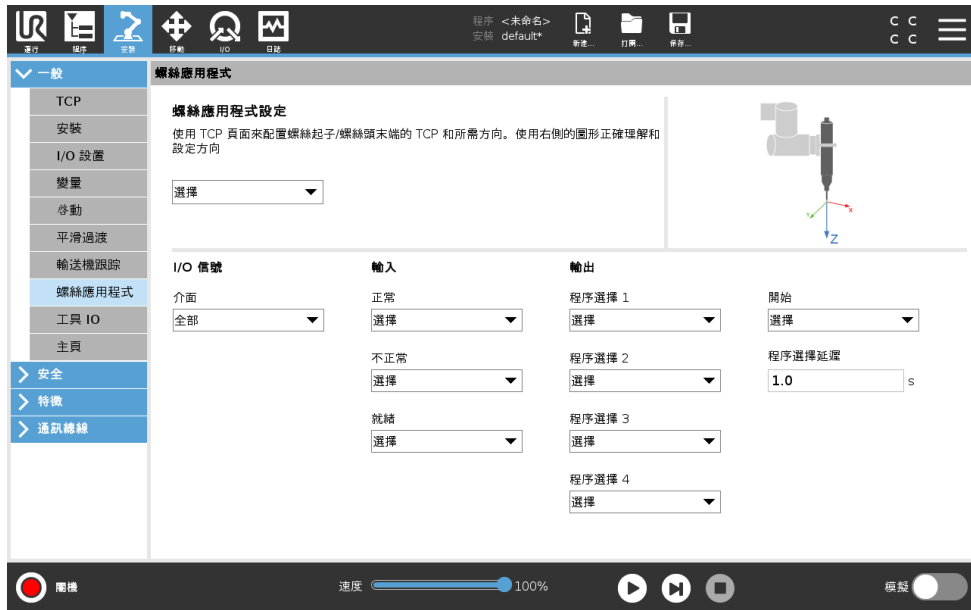 UR
運行
程序
安裝
移動
I/O
日誌
程序 <未命名>
安裝 default*
新建...
打開...
保存...
C C
C C
一般
TCP
安裝
I/O 設置
變量
啓動
平滑過渡
輸送機跟踪
螺絲應用程式
工具 IO
主頁
安全
特徵
通訊總線
螺絲應用程式
螺絲應用程式設定
使用 TCP 頁面來配置螺絲起子/螺絲頭末端的 TCP 和所需方向。使用右側的圖形正確理解和
設定方向
選擇
Y
X
Z
I/O 信號
介面
全部
輸入
正常
選擇
不正常
選擇
就緒
選擇
輸出
程序選擇 1
選擇
程序選擇 2
選擇
程序選擇 3
選擇
程序選擇 4
選擇
開始
選擇
程序選擇延遲
1.0 s
關機
速度 100%
模擬